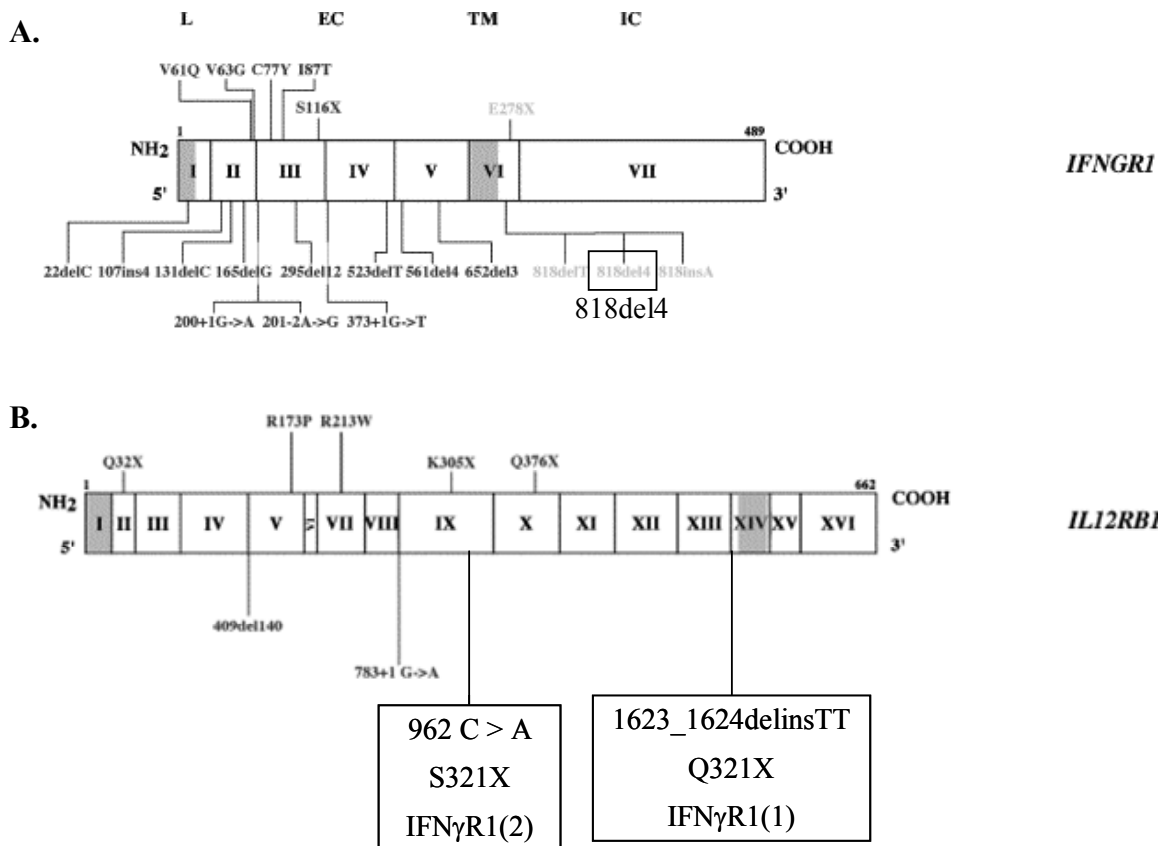 L EC TM IC
A.
V61Q V63G C77Y I87T
S116X E278X
1 489
NH2 COOH
I II III IV V VI VII
IFNGR1
5' 3'
22delC 107ins4 131delC 165delG 295del12 523delT 561del4 652del3 818delT 818del4 818insA
818del4
200+1G->A 201-2A->G 373+1G->T
B.
R173P R213W
Q32X K305X Q376X
1 662
NH2 COOH
I II III IV V VI VII VIII IX X XI XII XIII XIV XV XVI
IL12RB1
5' 3'
409del140
783+1 G->A
962 C > A
S321X
IFNγR1(2)
1623_1624delinsTT
Q321X
IFNγR1(1)